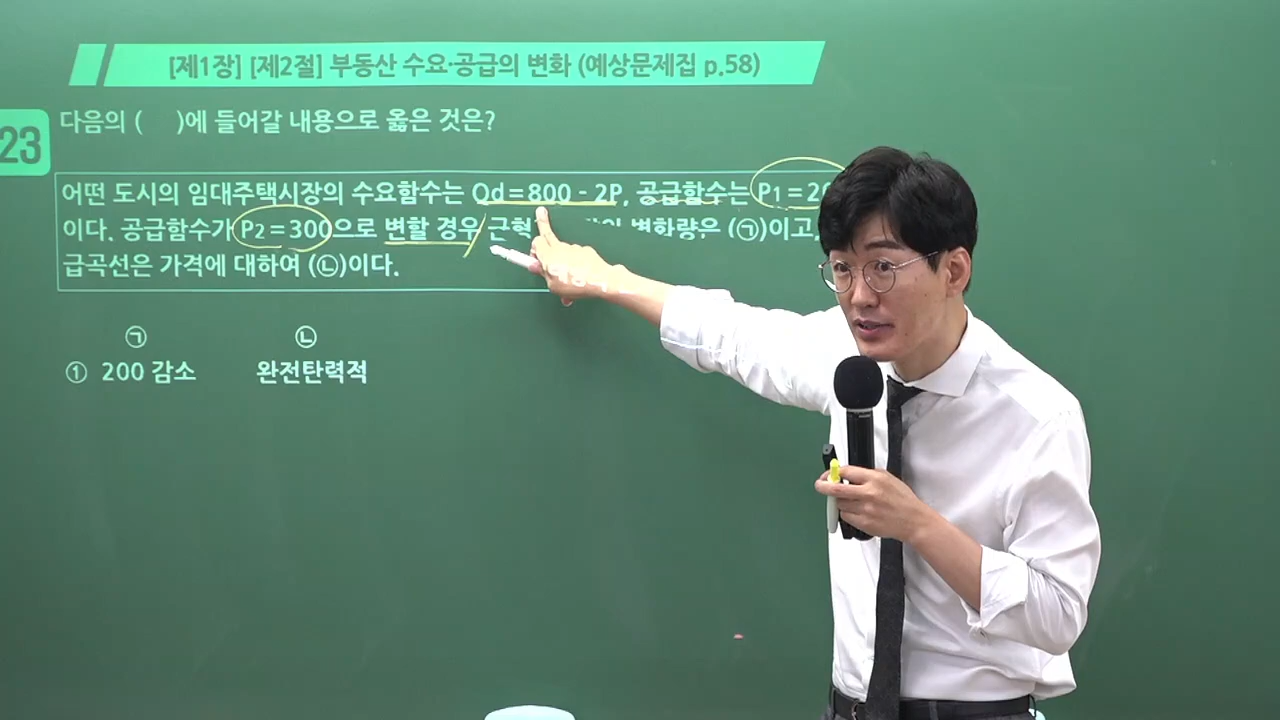 [제1장] [제2절] 부동산 수요·공급의 변화 (예상문제집 p.58)
23
다음의 ( )에 들어갈 내용으로 옳은 것은?
어떤 도시의 임대주택시장의 수요함수는 Qd=800 - 2P, 공급함수는 P1=20
이다. 공급함수가 P2=300으로 변할 경우 균형 변화량은 (㉠)이고,
급곡선은 가격에 대하여 (㉡)이다.
㉠ ㉡
① 200 감소 완전탄력적